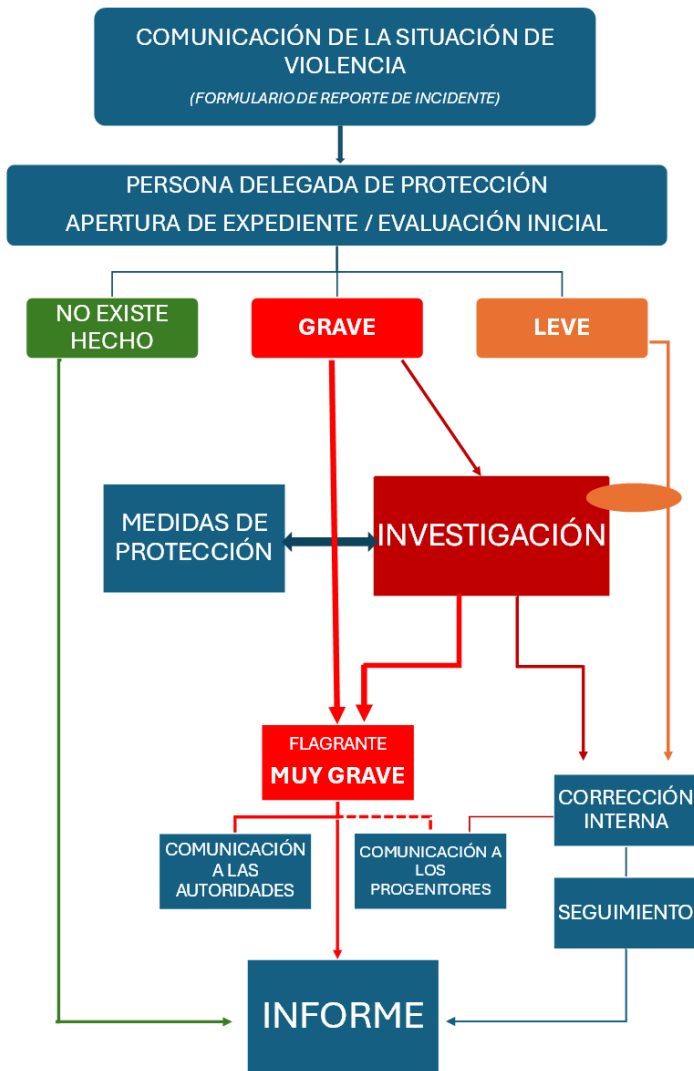 COMUNICACIÓN DE LA SITUACIÓN DE
VIOLENCIA
(FORMULARIO DE REPORTE DE INCIDENTE)
PERSONA DELEGADA DE PROTECCIÓN
APERTURA DE EXPEDIENTE / EVALUACIÓN INICIAL
NO EXISTE
HECHO
GRAVE
LEVE
MEDIDAS DE
PROTECCIÓN
INVESTIGACIÓN
FLAGRANTE
MUY GRAVE
CORRECCIÓN
INTERNA
COMUNICACIÓN
A LAS
AUTORIDADES
COMUNICACIÓN A
LOS
PROGENITORES
SEGUIMIENTO
INFORME